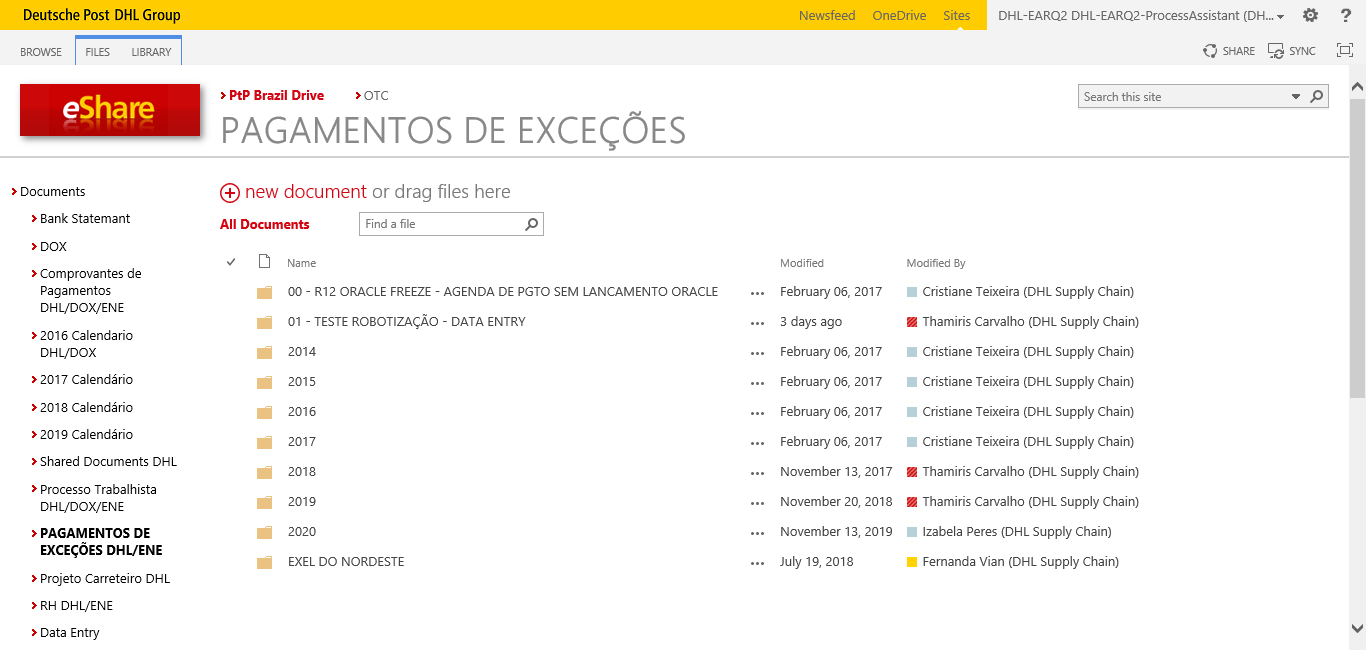 Deutsche Post DHL Group
Newsfeed OneDrive Sites DHL-EARQ2 DHL-EARQ2-ProcessAssistant (DH... ?
BROWSE FILES LIBRARY SHARE SYNC
eShare
PtP Brazil Drive OTC
Search this site
PAGAMENTOS DE EXCEÇÕES
Documents
Bank Statemant
DOX
Comprovantes de
Pagamentos
DHL/DOX/ENE
2016 Calendario
DHL/DOX
2017 Calendário
2018 Calendário
2019 Calendário
Shared Documents DHL
Processo Trabalhista
DHL/DOX/ENE
PAGAMENTOS DE
EXCEÇÕES DHL/ENE
Projeto Carreteiro DHL
RH DHL/ENE
Data Entry
new document or drag files here
All Documents Find a file
Name Modified Modified By
00 - R12 ORACLE FREEZE - AGENDA DE PGTO SEM LANCAMENTO ORACLE ... February 06, 2017 Cristiane Teixeira (DHL Supply Chain)
01 - TESTE ROBOTIZAÇÃO - DATA ENTRY ... 3 days ago Thamiris Carvalho (DHL Supply Chain)
2014 ... February 06, 2017 Cristiane Teixeira (DHL Supply Chain)
2015 ... February 06, 2017 Cristiane Teixeira (DHL Supply Chain)
2016 ... February 06, 2017 Cristiane Teixeira (DHL Supply Chain)
2017 ... February 06, 2017 Cristiane Teixeira (DHL Supply Chain)
2018 ... November 13, 2017 Thamiris Carvalho (DHL Supply Chain)
2019 ... November 20, 2018 Thamiris Carvalho (DHL Supply Chain)
2020 ... November 13, 2019 Izabela Peres (DHL Supply Chain)
EXEL DO NORDESTE ... July 19, 2018 Fernanda Vian (DHL Supply Chain)